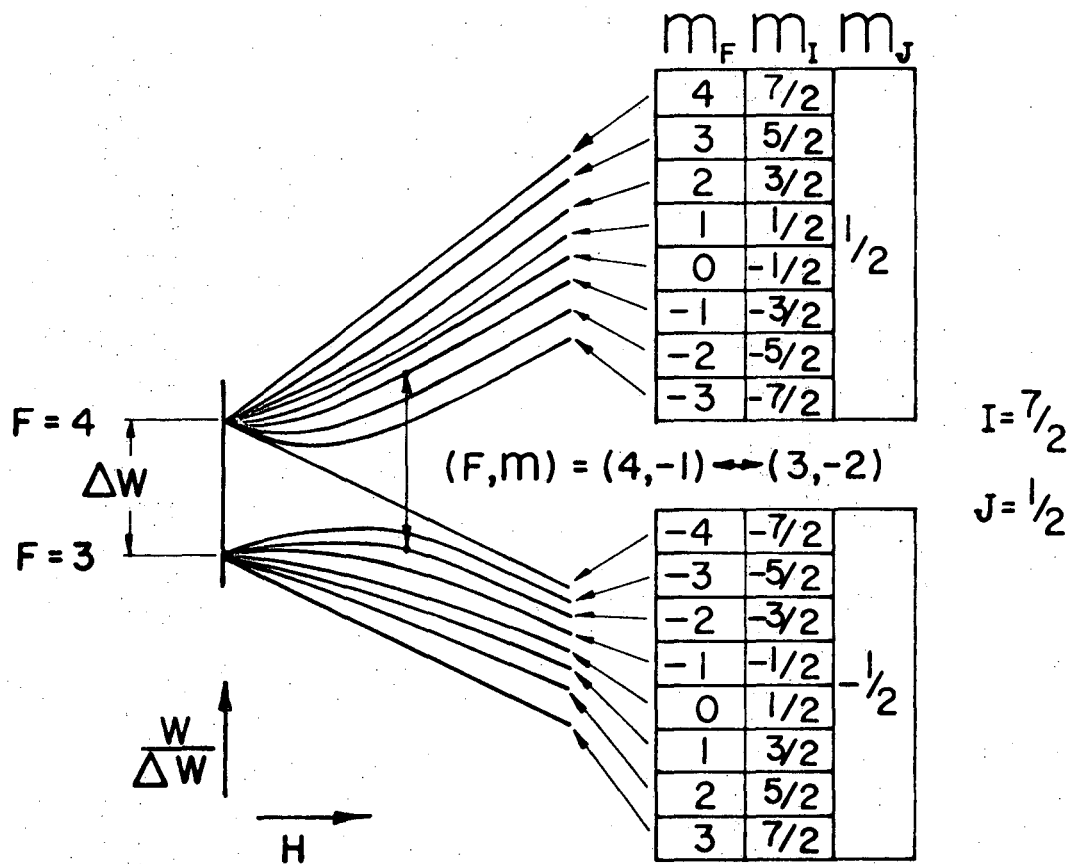 m_F m_I m_J
4 7/2
3 5/2
2 3/2
1 1/2
0 -1/2
-1 -3/2
-2 -5/2
-3 -7/2
1/2
F = 4
ΔW
F = 3
(F,m) = (4,-1) ↔ (3,-2)
I = 7/2
J = 1/2
-4 -7/2
-3 -5/2
-2 -3/2
-1 -1/2
0 1/2
1 3/2
2 5/2
3 7/2
-1/2
W
ΔW
H